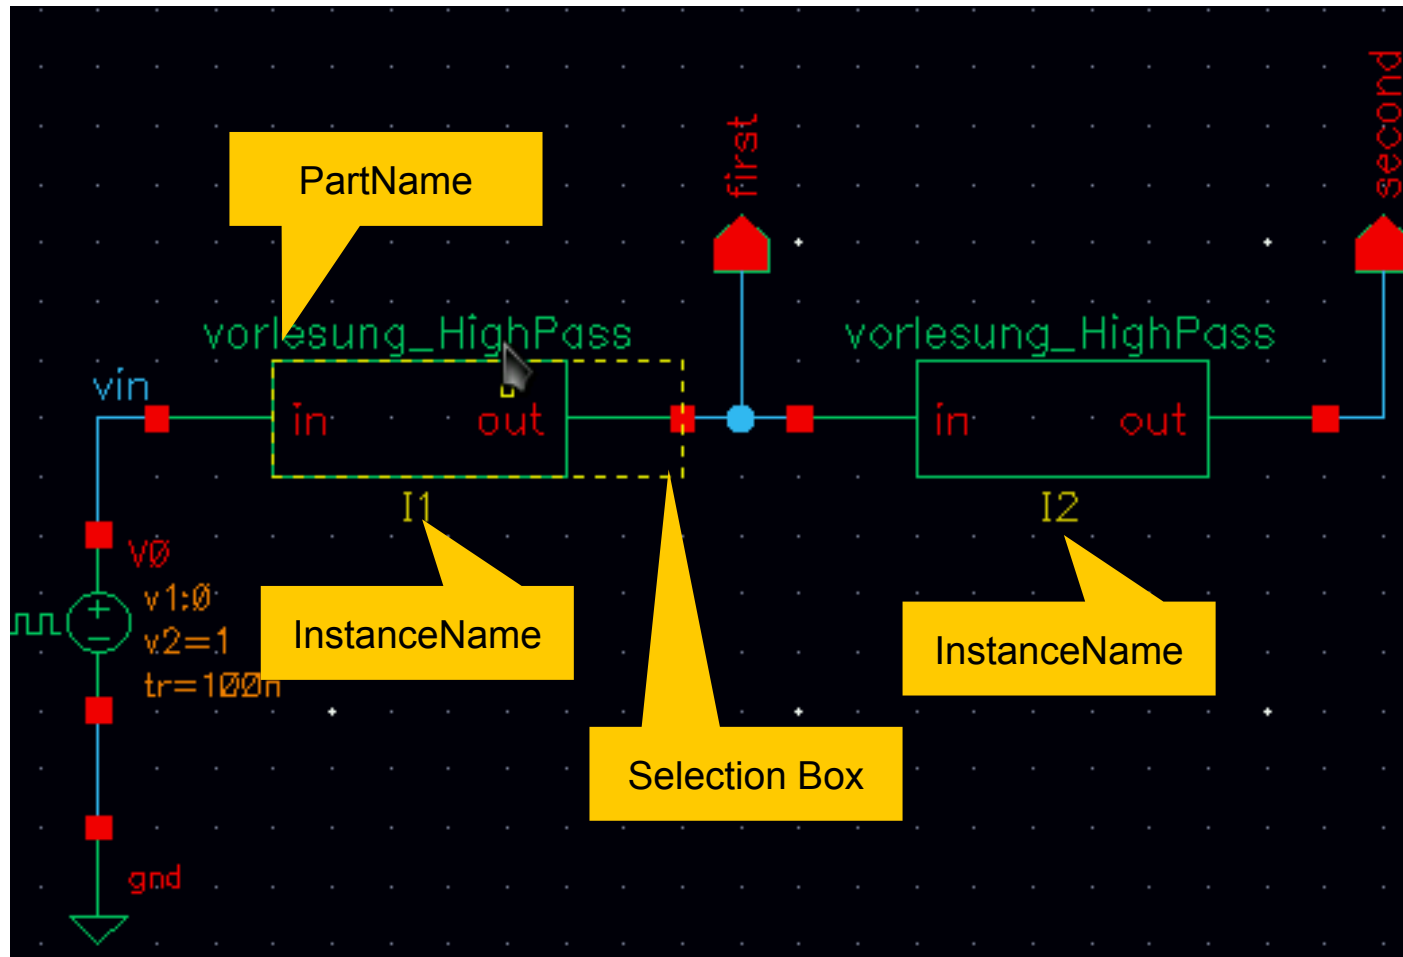 second
first
PartName
vorlesung_HighPass
vorlesung_HighPass
vin
in
out
in
out
I1
I2
V0
v1:0
v2=1
tr=100n
InstanceName
InstanceName
Selection Box
gnd